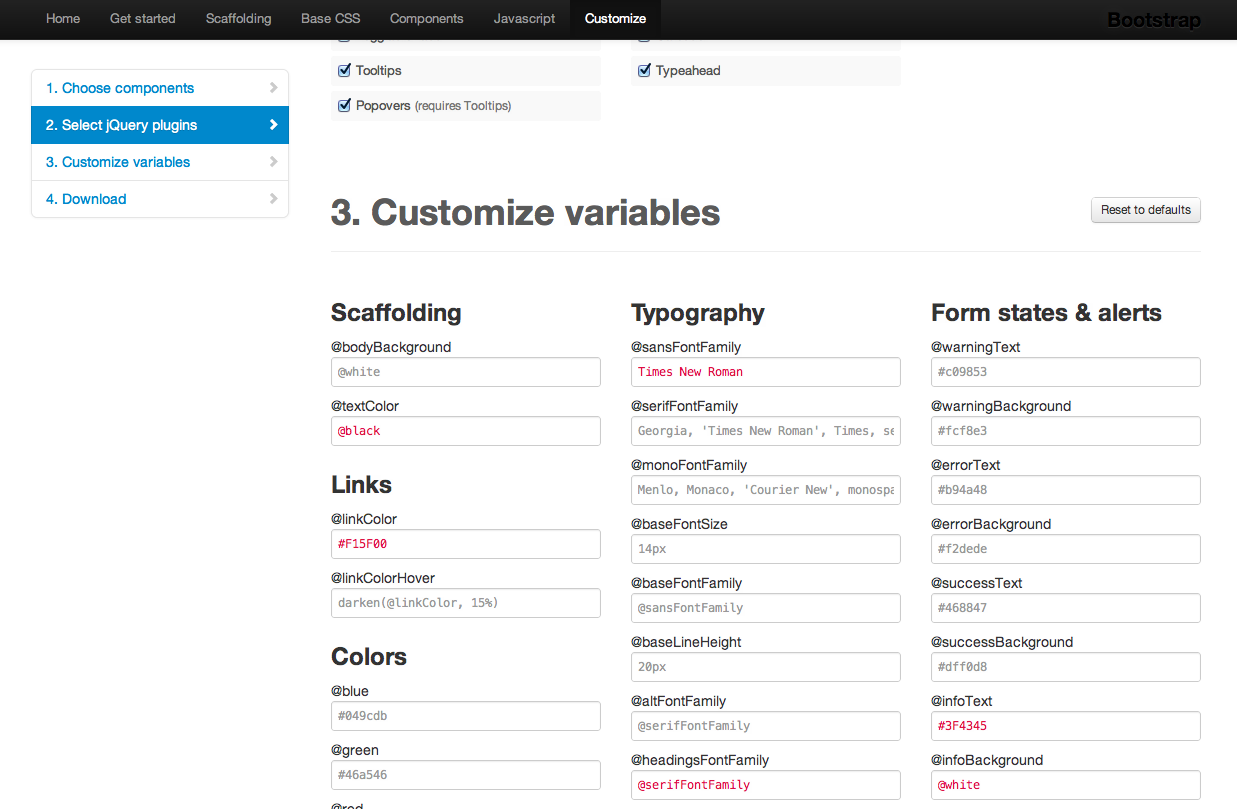 Home Get started Scaffolding Base CSS Components Javascript Customize Bootstrap
Tooltips
Typeahead
Popovers (requires Tooltips)
1. Choose components
2. Select jQuery plugins
3. Customize variables
4. Download
3. Customize variables
Reset to defaults
Scaffolding
@bodyBackground
@white
@textColor
@black
Links
@linkColor
#F15F00
@linkColorHover
darken(@linkColor, 15%)
Colors
@blue
#049cdb
@green
#46a546
@red
Typography
@sansFontFamily
Times New Roman
@serifFontFamily
Georgia, 'Times New Roman', Times, se
@monoFontFamily
Menlo, Monaco, 'Courier New', monospa
@baseFontSize
14px
@baseFontFamily
@sansFontFamily
@baseLineHeight
20px
@altFontFamily
@serifFontFamily
@headingsFontFamily
@serifFontFamily
Form states & alerts
@warningText
#c09853
@warningBackground
#fcf8e3
@errorText
#b94a48
@errorBackground
#f2dede
@successText
#468847
@successBackground
#dff0d8
@infoText
#3F4345
@infoBackground
@white